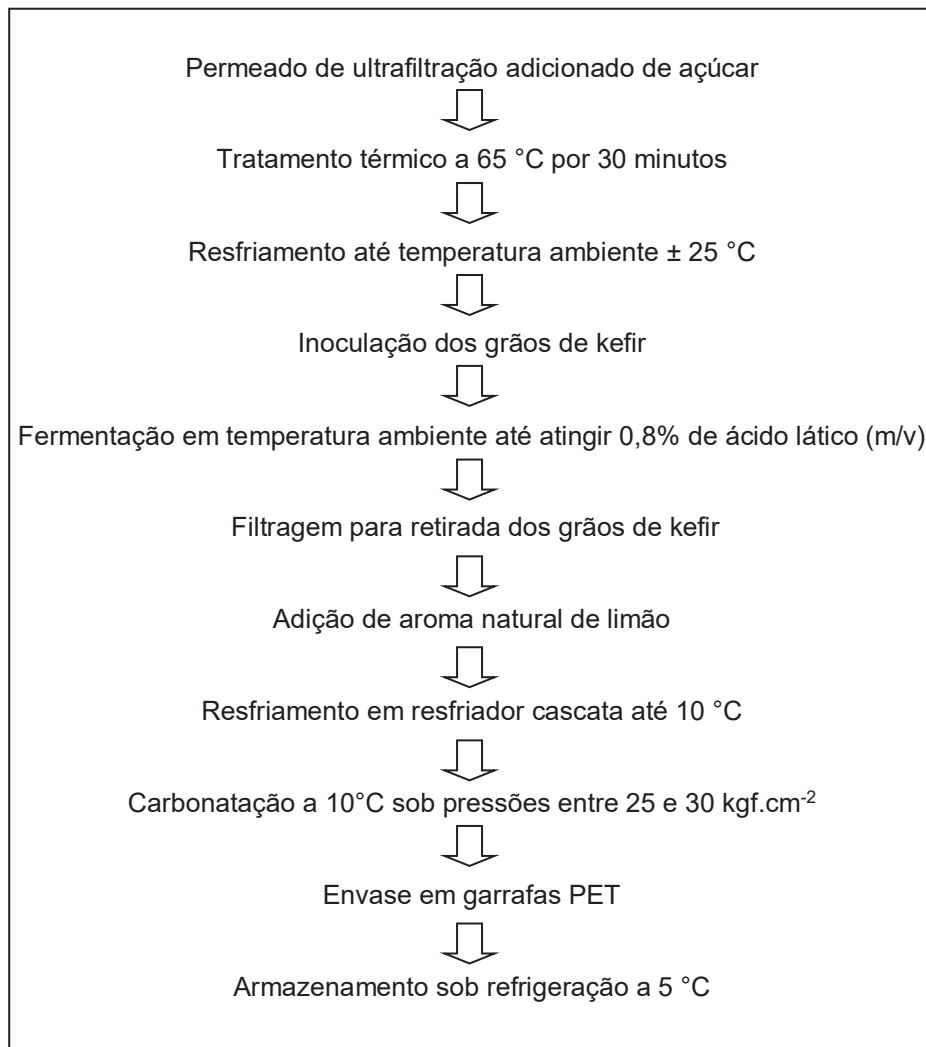 Permeado de ultrafiltração adicionado de açúcar
Tratamento térmico a 65 °C por 30 minutos
Resfriamento até temperatura ambiente ± 25 °C
Inoculação dos grãos de kefir
Fermentação em temperatura ambiente até atingir 0,8% de ácido lático (m/v)
Filtragem para retirada dos grãos de kefir
Adição de aroma natural de limão
Resfriamento em resfriador cascata até 10 °C
Carbonatação a 10°C sob pressões entre 25 e 30 kgf.cm⁻²
Envase em garrafas PET
Armazenamento sob refrigeração a 5 °C